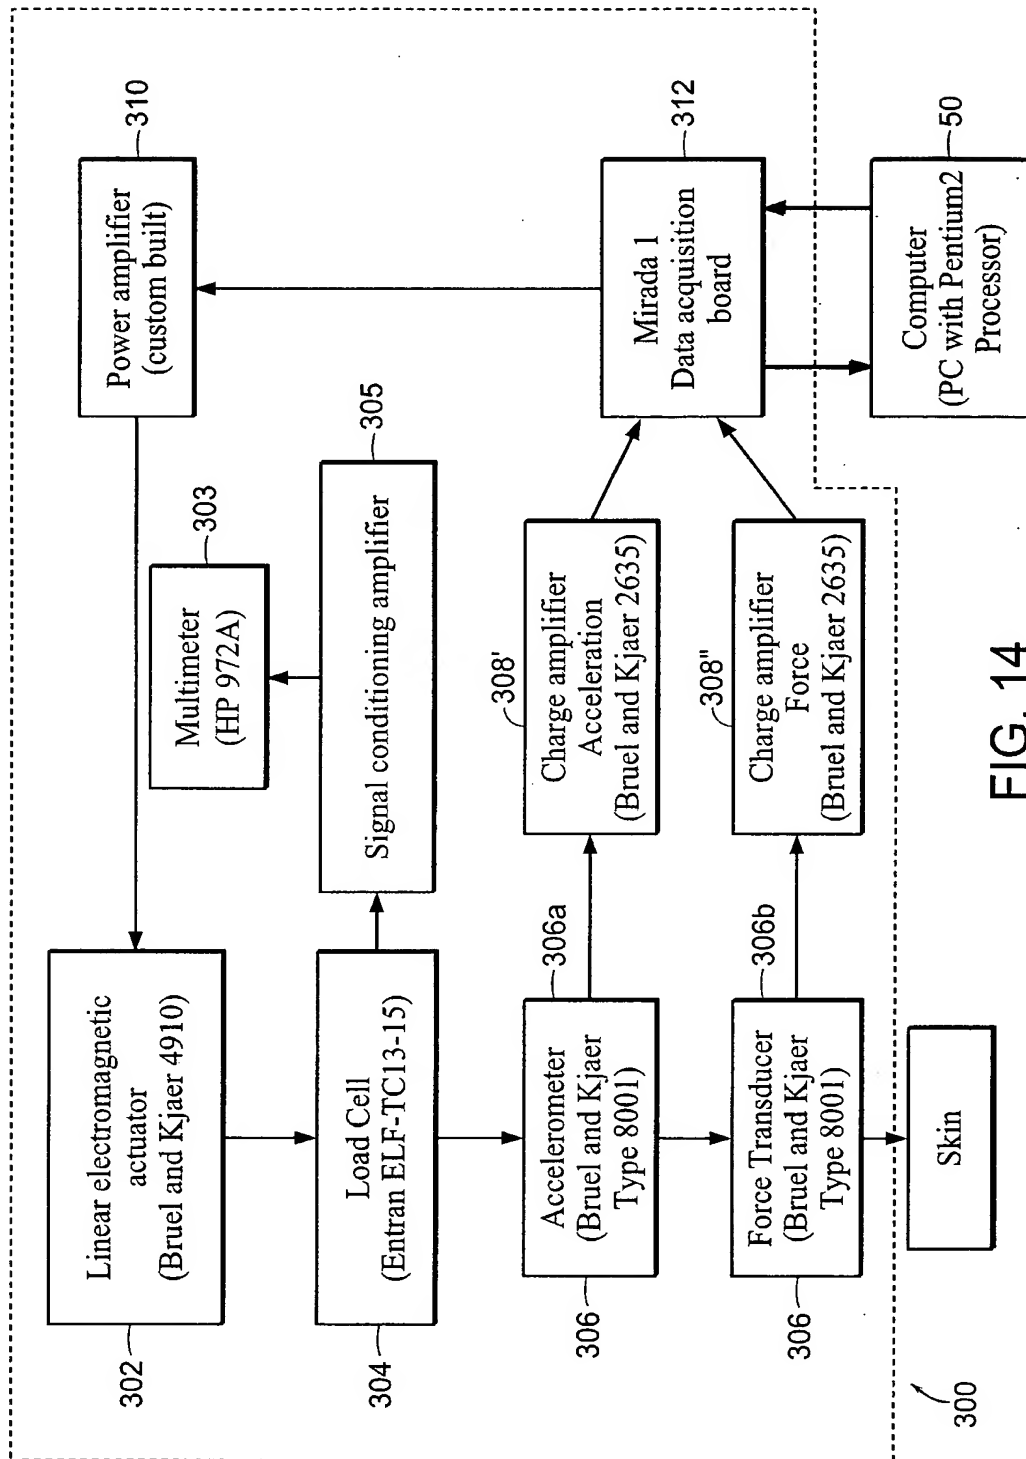 302
Linear electromagnetic
actuator
(Bruel and Kjaer 4910)
Power amplifier
(custom built)
310
Multimeter
(HP 972A)
303
304
Load Cell
(Entran ELF-TC13-15)
Signal conditioning amplifier
305
306
Accelerometer
(Bruel and Kjaer
Type 8001)
306a
308'
Charge amplifier
Acceleration
(Bruel and Kjaer 2635)
Mirada 1
Data acquisition
board
312
306
Force Transducer
(Bruel and Kjaer
Type 8001)
306b
308"
Charge amplifier
Force
(Bruel and Kjaer 2635)
Computer
(PC with Pentium2
Processor)
50
Skin
300
FIG. 14